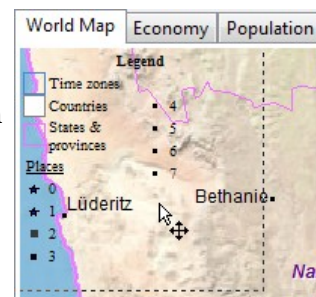 World Map Economy Population
Legend
Time zones
Countries
States &
provinces
Places
0
1
2
3
4
5
6
7
Lüderitz
Bethanie
Na